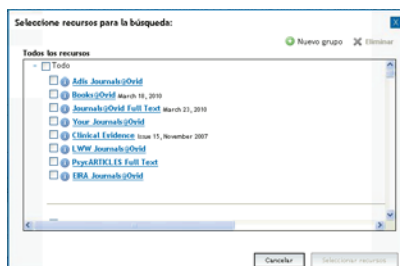 Seleccione recursos para la búsqueda:
X
Nuevo grupo Eliminar
Todos los recursos
Todo
Adis Journals@Ovid
Books@Ovid March 18, 2010
Journals@Ovid Full Text March 23, 2010
Your Journals@Ovid
Clinical Evidence Issue 15, November 2007
LWW Journals@Ovid
PsycARTICLES Full Text
EIRA Journals@Ovid
Cancelar Seleccionar recursos